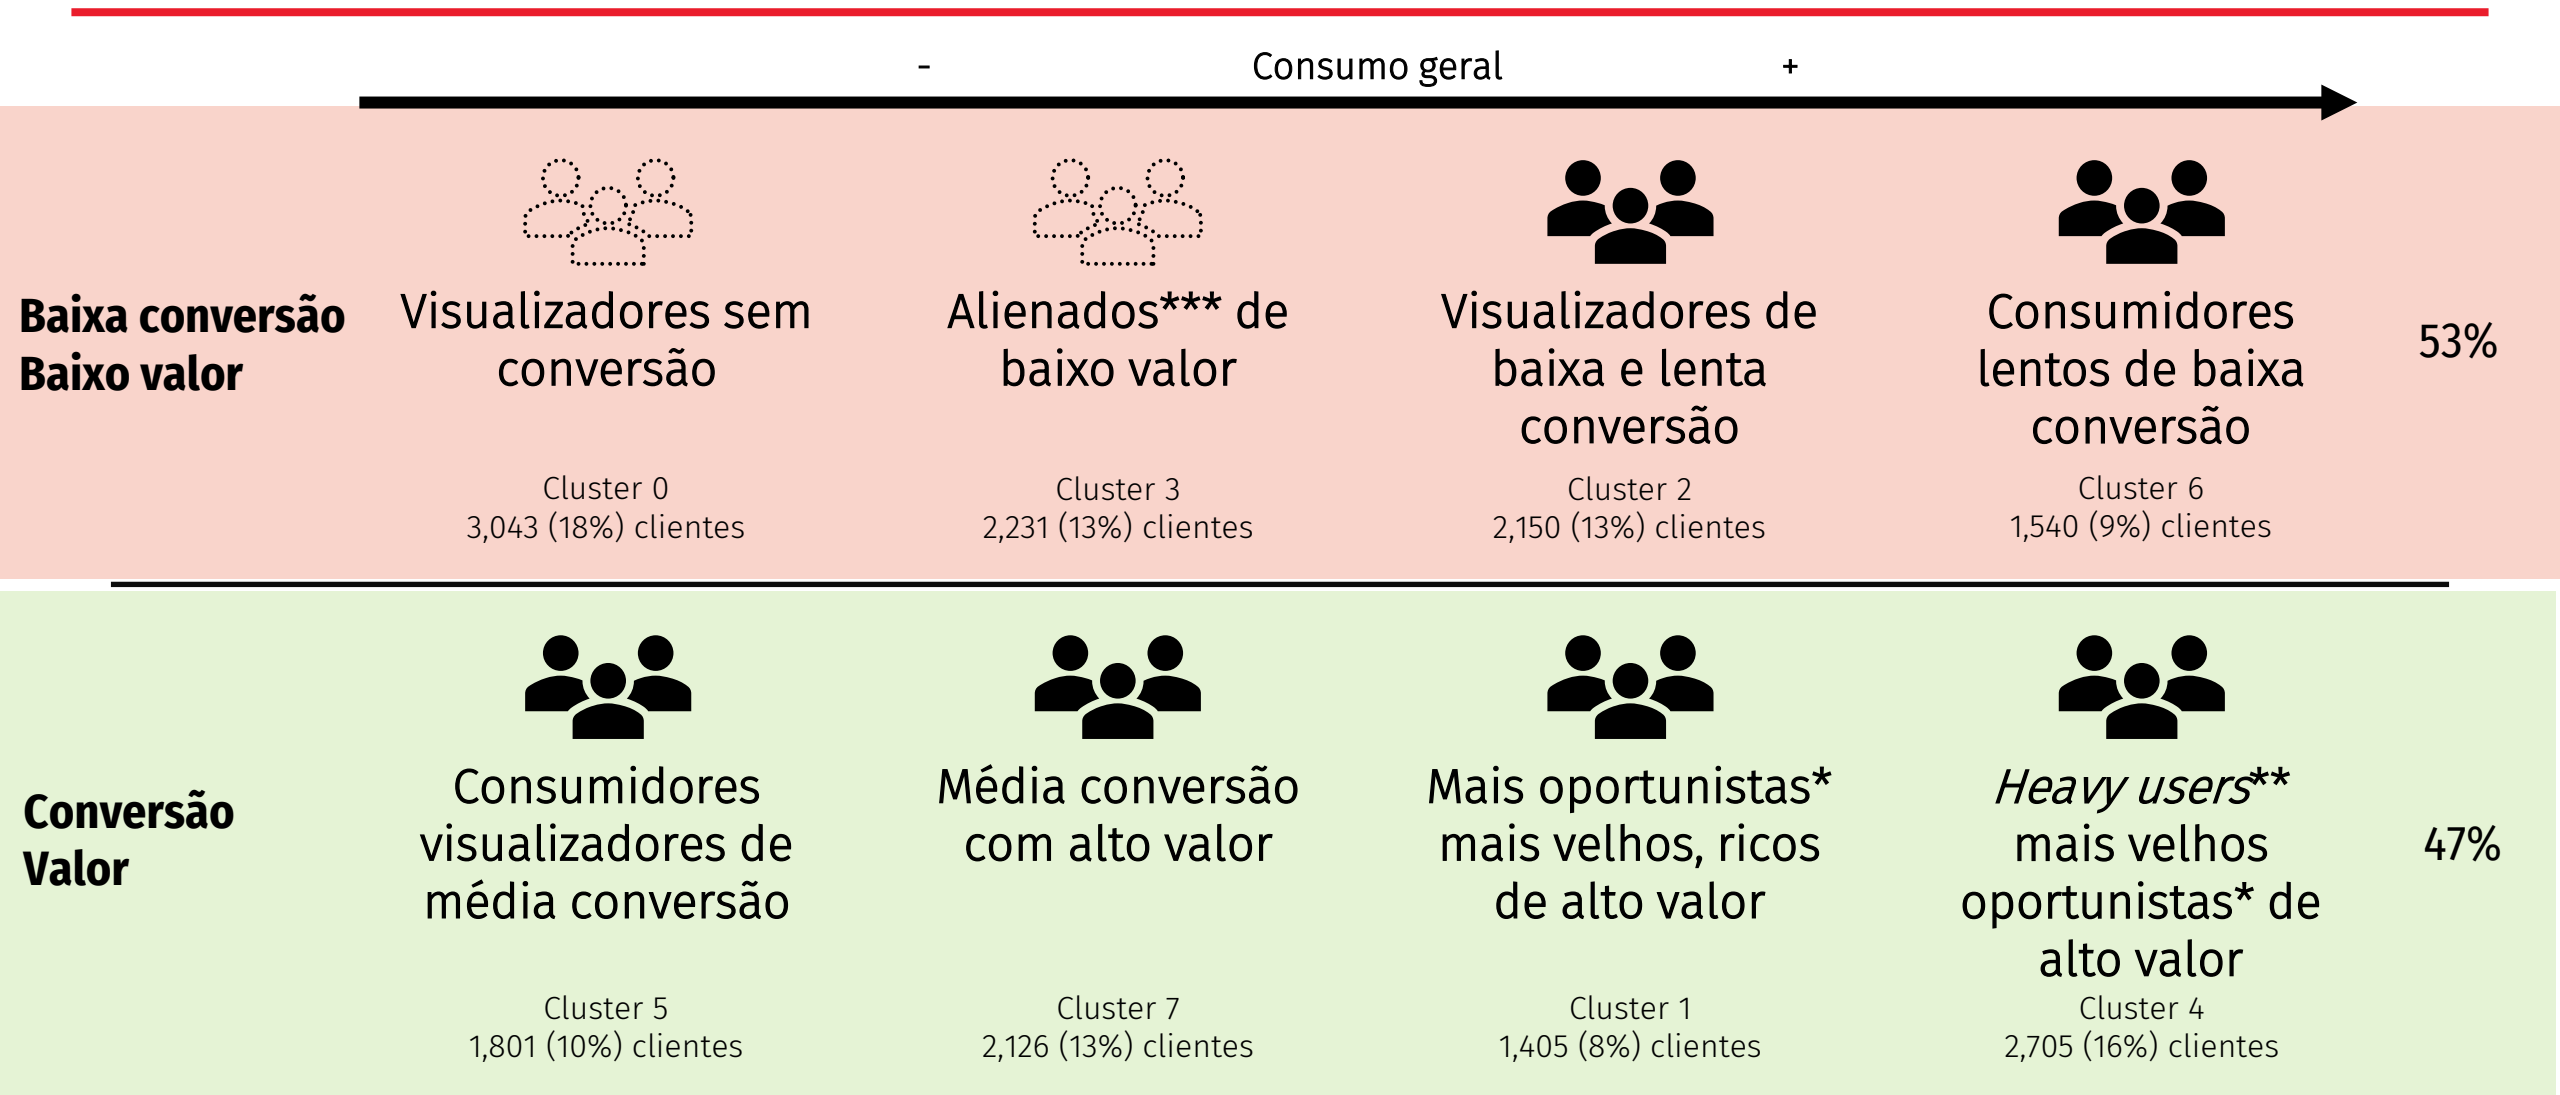 - Consumo geral +
Baixa conversão
Baixo valor
Visualizadores sem
conversão
Cluster 0
3,043 (18%) clientes
Alienados*** de
baixo valor
Cluster 3
2,231 (13%) clientes
Visualizadores de
baixa e lenta
conversão
Cluster 2
2,150 (13%) clientes
Consumidores
lentos de baixa
conversão
Cluster 6
1,540 (9%) clientes
53%
Conversão
Valor
Consumidores
visualizadores de
média conversão
Cluster 5
1,801 (10%) clientes
Média conversão
com alto valor
Cluster 7
2,126 (13%) clientes
Mais oportunistas*
mais velhos, ricos
de alto valor
Cluster 1
1,405 (8%) clientes
Heavy users**
mais velhos
oportunistas* de
alto valor
Cluster 4
2,705 (16%) clientes
47%